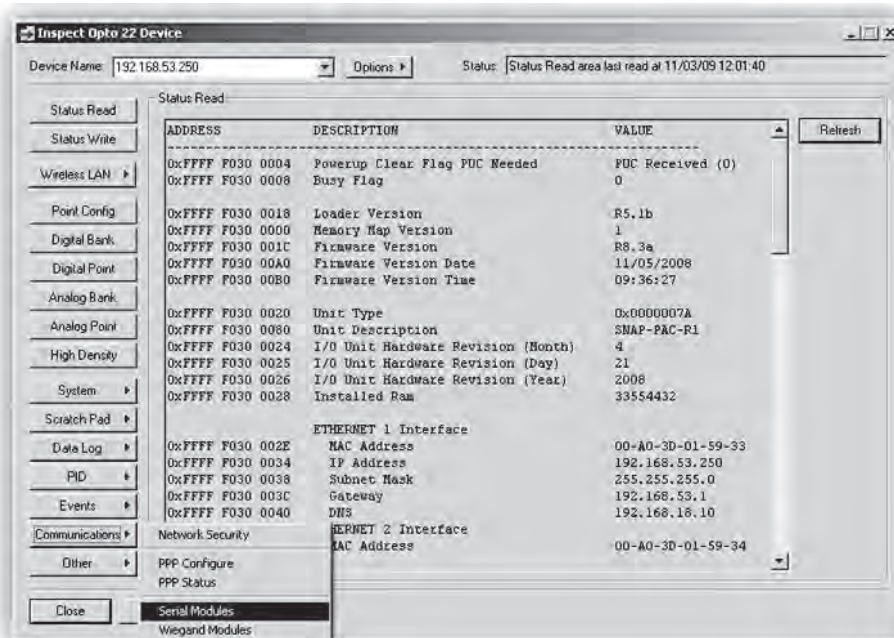 Inspect Opto 22 Device
Device Name: 192.168.53.250 Options Status: Status Read area last read at 11/03/09 12:01:40
Status Read
Status Write
Wireless LAN
Point Config
Digital Bank
Digital Point
Analog Bank
Analog Point
High Density
System
Scratch Pad
Data Log
PID
Events
Communications
Other
Close
Status Read
ADDRESS DESCRIPTION VALUE
0xFFFF F030 0004 Powerup Clear Flag PUC Needed PUC Received (0)
0xFFFF F030 0008 Busy Flag 0
0xFFFF F030 0018 Loader Version R5.1b
0xFFFF F030 0000 Memory Map Version 1
0xFFFF F030 001C Firmware Version R8.3a
0xFFFF F030 00A0 Firmware Version Date 11/05/2008
0xFFFF F030 00B0 Firmware Version Time 09:36:27
0xFFFF F030 0020 Unit Type 0x0000007A
0xFFFF F030 0080 Unit Description SNAP-PAC-R1
0xFFFF F030 0024 I/O Unit Hardware Revision (Month) 4
0xFFFF F030 0025 I/O Unit Hardware Revision (Day) 21
0xFFFF F030 0026 I/O Unit Hardware Revision (Year) 2008
0xFFFF F030 0028 Installed Ram 33554432
ETHERNET 1 Interface
0xFFFF F030 002E MAC Address 00-A0-3D-01-59-33
0xFFFF F030 0034 IP Address 192.168.53.250
0xFFFF F030 0038 Subnet Mask 255.255.255.0
0xFFFF F030 003C Gateway 192.168.53.1
0xFFFF F030 0040 DNS 192.168.18.10
HERNET 2 Interface
MAC Address 00-A0-3D-01-59-34
Refresh
Network Security
PPP Configure
PPP Status
Serial Modules
Wiegand Modules